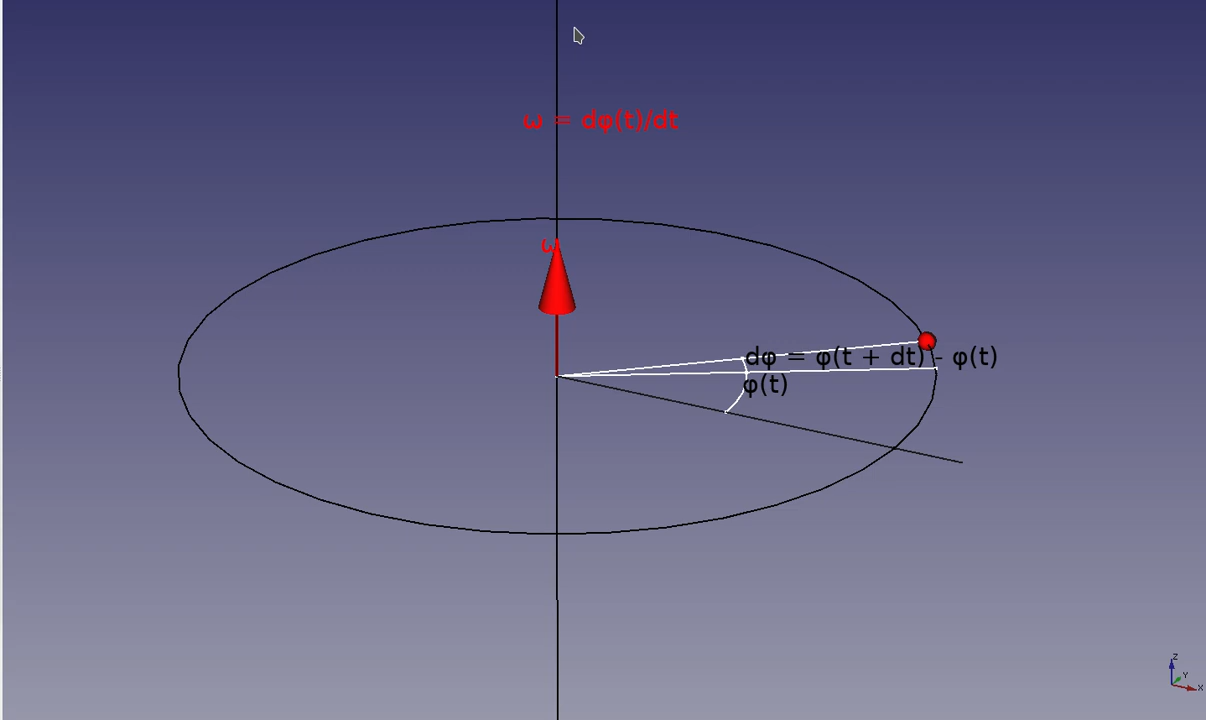 ω = dφ(t)/dt
ω
dφ = φ(t + dt) - φ(t)
φ(t)
Z
Y
X